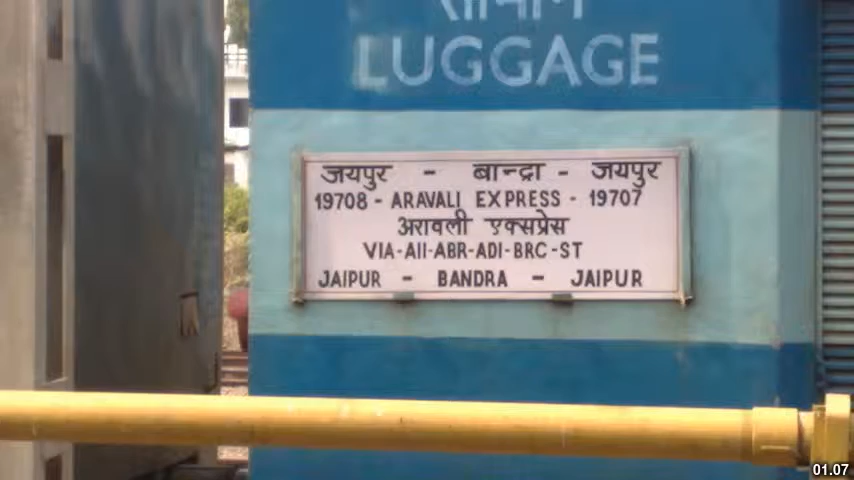 सामान
LUGGAGE
जयपुर - बान्द्रा - जयपुर
19708 - ARAVALI EXPRESS - 19707
अरावली एक्सप्रेस
VIA-AII-ABR-ADI-BRC-ST
JAIPUR - BANDRA - JAIPUR
01.07